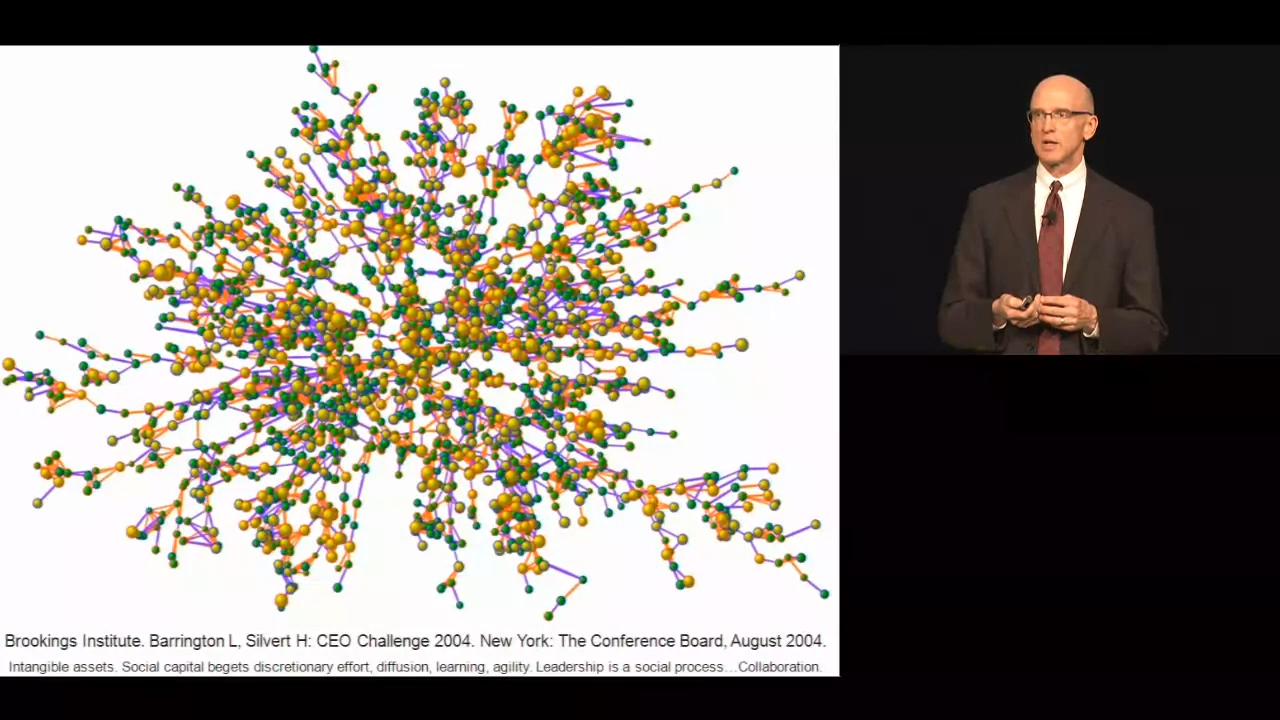 Brookings Institute. Barrington L, Silvert H: CEO Challenge 2004. New York: The Conference Board, August 2004.
Intangible assets. Social capital begets discretionary effort, diffusion, learning, agility. Leadership is a social process…Collaboration.